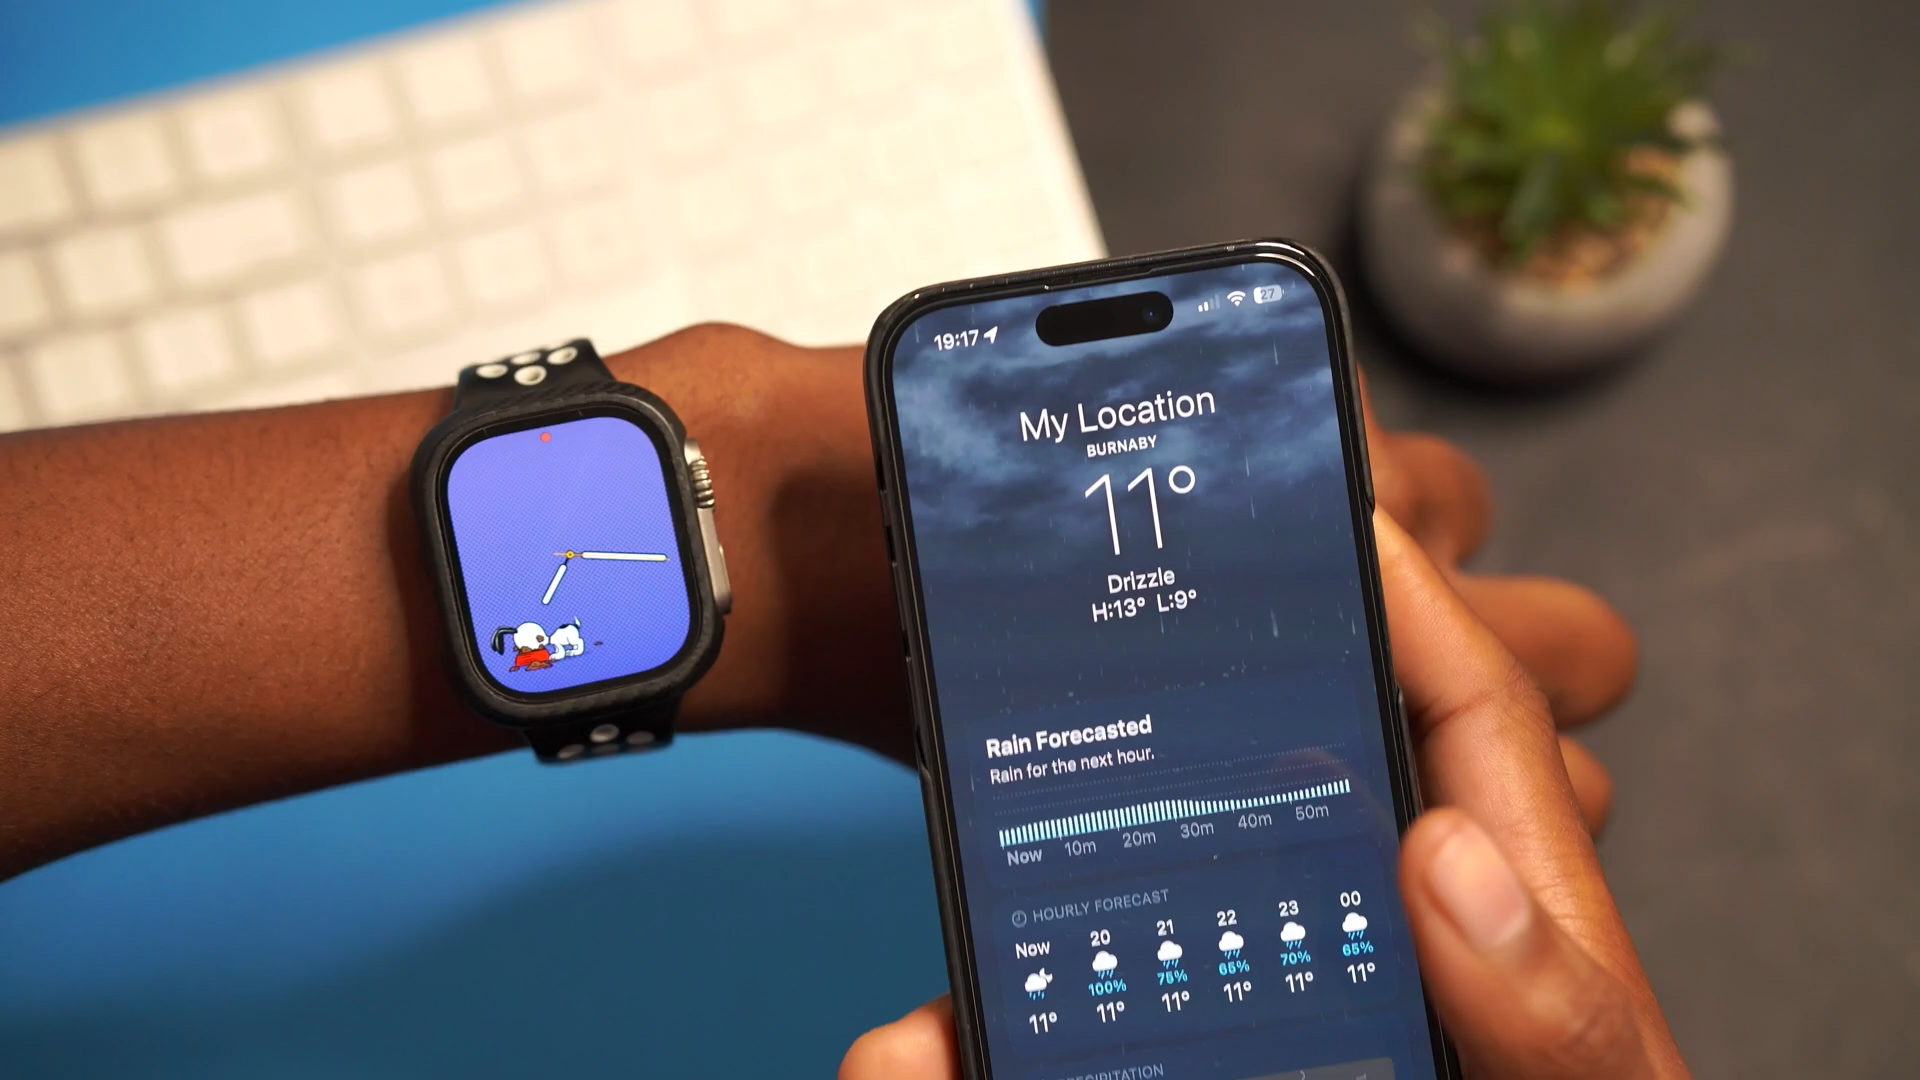 19:17
27
My Location
BURNABY
11°
Drizzle
H:13° L:9°
Rain Forecasted
Rain for the next hour.
Now 10m 20m 30m 40m 50m
HOURLY FORECAST
Now 20 21 22 23 00
100% 75% 65% 70% 65%
11° 11° 11° 11° 11° 11°